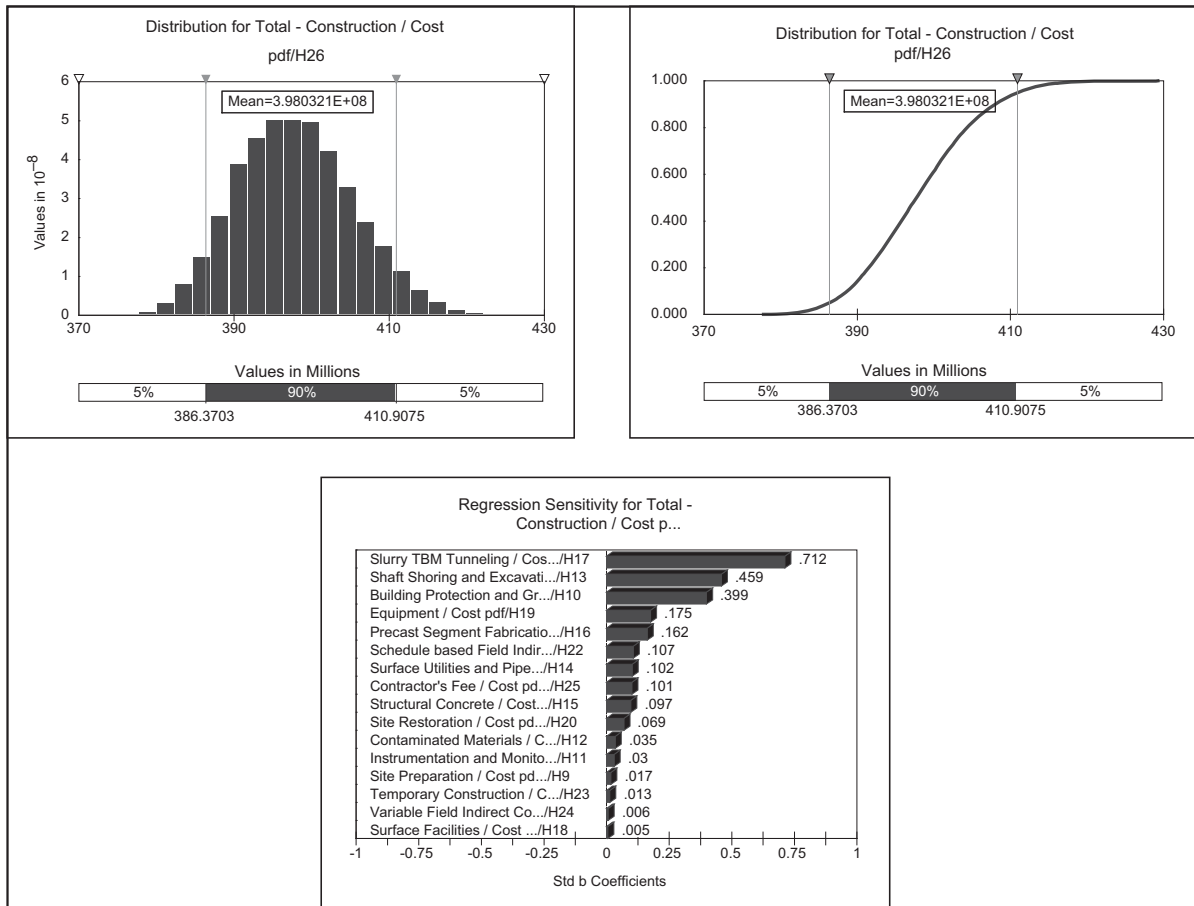 Distribution for Total - Construction / Cost
pdf/H26
Mean=3.980321E+08
Values in 10⁻⁸
6
5
4
3
2
1
0
370
390
410
430
Values in Millions
5%
90%
5%
386.3703
410.9075
Distribution for Total - Construction / Cost
pdf/H26
Mean=3.980321E+08
1.000
0.800
0.600
0.400
0.200
0.000
370
390
410
430
Values in Millions
5%
90%
5%
386.3703
410.9075
Regression Sensitivity for Total -
Construction / Cost p...
Slurry TBM Tunneling / Cos.../H17 .712
Shaft Shoring and Excavati.../H13 .459
Building Protection and Gr.../H10 .399
Equipment / Cost pdf/H19 .175
Precast Segment Fabricatio.../H16 .162
Schedule based Field Indir.../H22 .107
Surface Utilities and Pipe.../H14 .102
Contractor's Fee / Cost pd.../H25 .101
Structural Concrete / Cost.../H15 .097
Site Restoration / Cost pd.../H20 .069
Contaminated Materials / C.../H12 .035
Instrumentation and Monito.../H11 .03
Site Preparation / Cost pd.../H9 .017
Temporary Construction / C.../H23 .013
Variable Field Indirect Co.../H24 .006
Surface Facilities / Cost .../H18 .005
-1
-0.75
-0.5
-0.25
0
0.25
0.5
0.75
1
Std b Coefficients